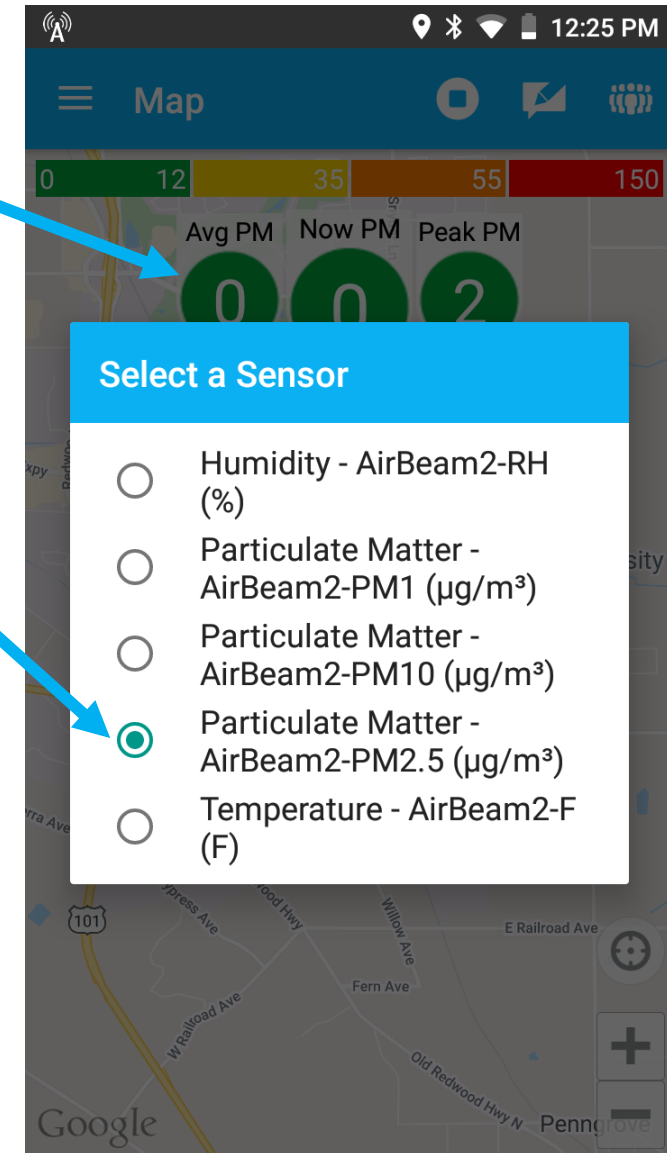 12:25 PM
Map
0 12 35 55 150
Avg PM Now PM Peak PM
0 0 2
Select a Sensor
Humidity - AirBeam2-RH
(%)
Particulate Matter -
AirBeam2-PM1 (µg/m³)
Particulate Matter -
AirBeam2-PM10 (µg/m³)
Particulate Matter -
AirBeam2-PM2.5 (µg/m³)
Temperature - AirBeam2-F
(F)
101
E Railroad Ave
Willow Ave
Fern Ave
W Railroad Ave
Old Redwood Hwy N
Penngrove
Google